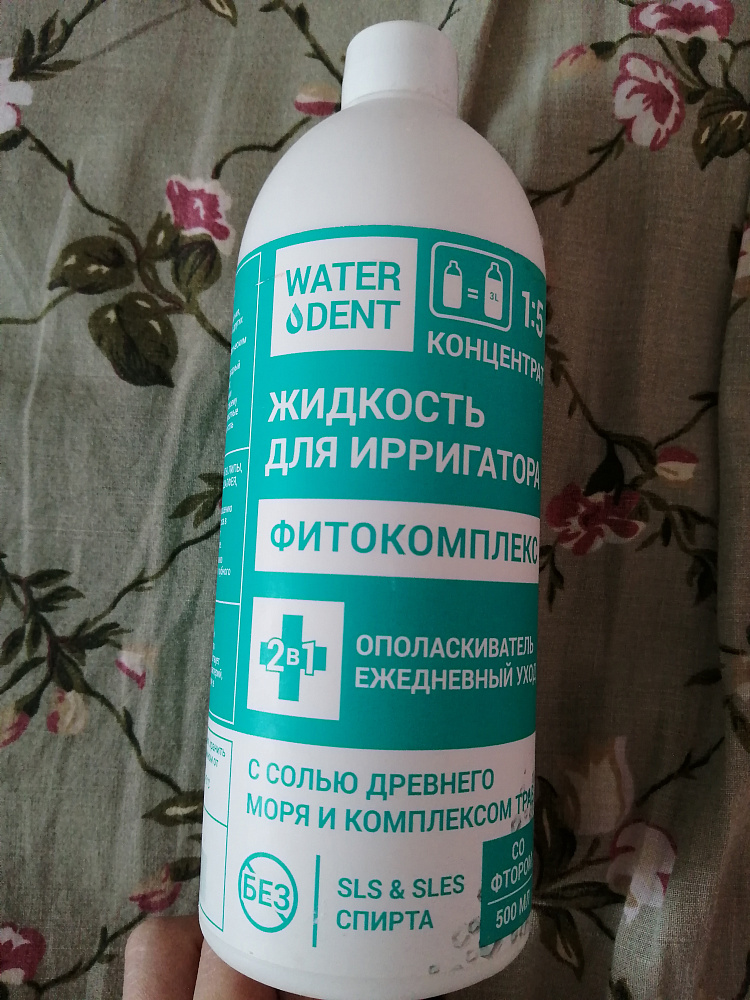 WATER
DENT
3L
1:5
КОНЦЕНТРАТ
ЖИДКОСТЬ
ДЛЯ ИРРИГАТОРА
ФИТОКОМПЛЕКС
2в1
ОПОЛАСКИВАТЕЛЬ
ЕЖЕДНЕВНЫЙ УХОД
С СОЛЬЮ ДРЕВНЕГО
МОРЯ И КОМПЛЕКСОМ
БЕЗ
SLS & SLES
СПИРТА
СО
ФТОРОМ
500 МЛ